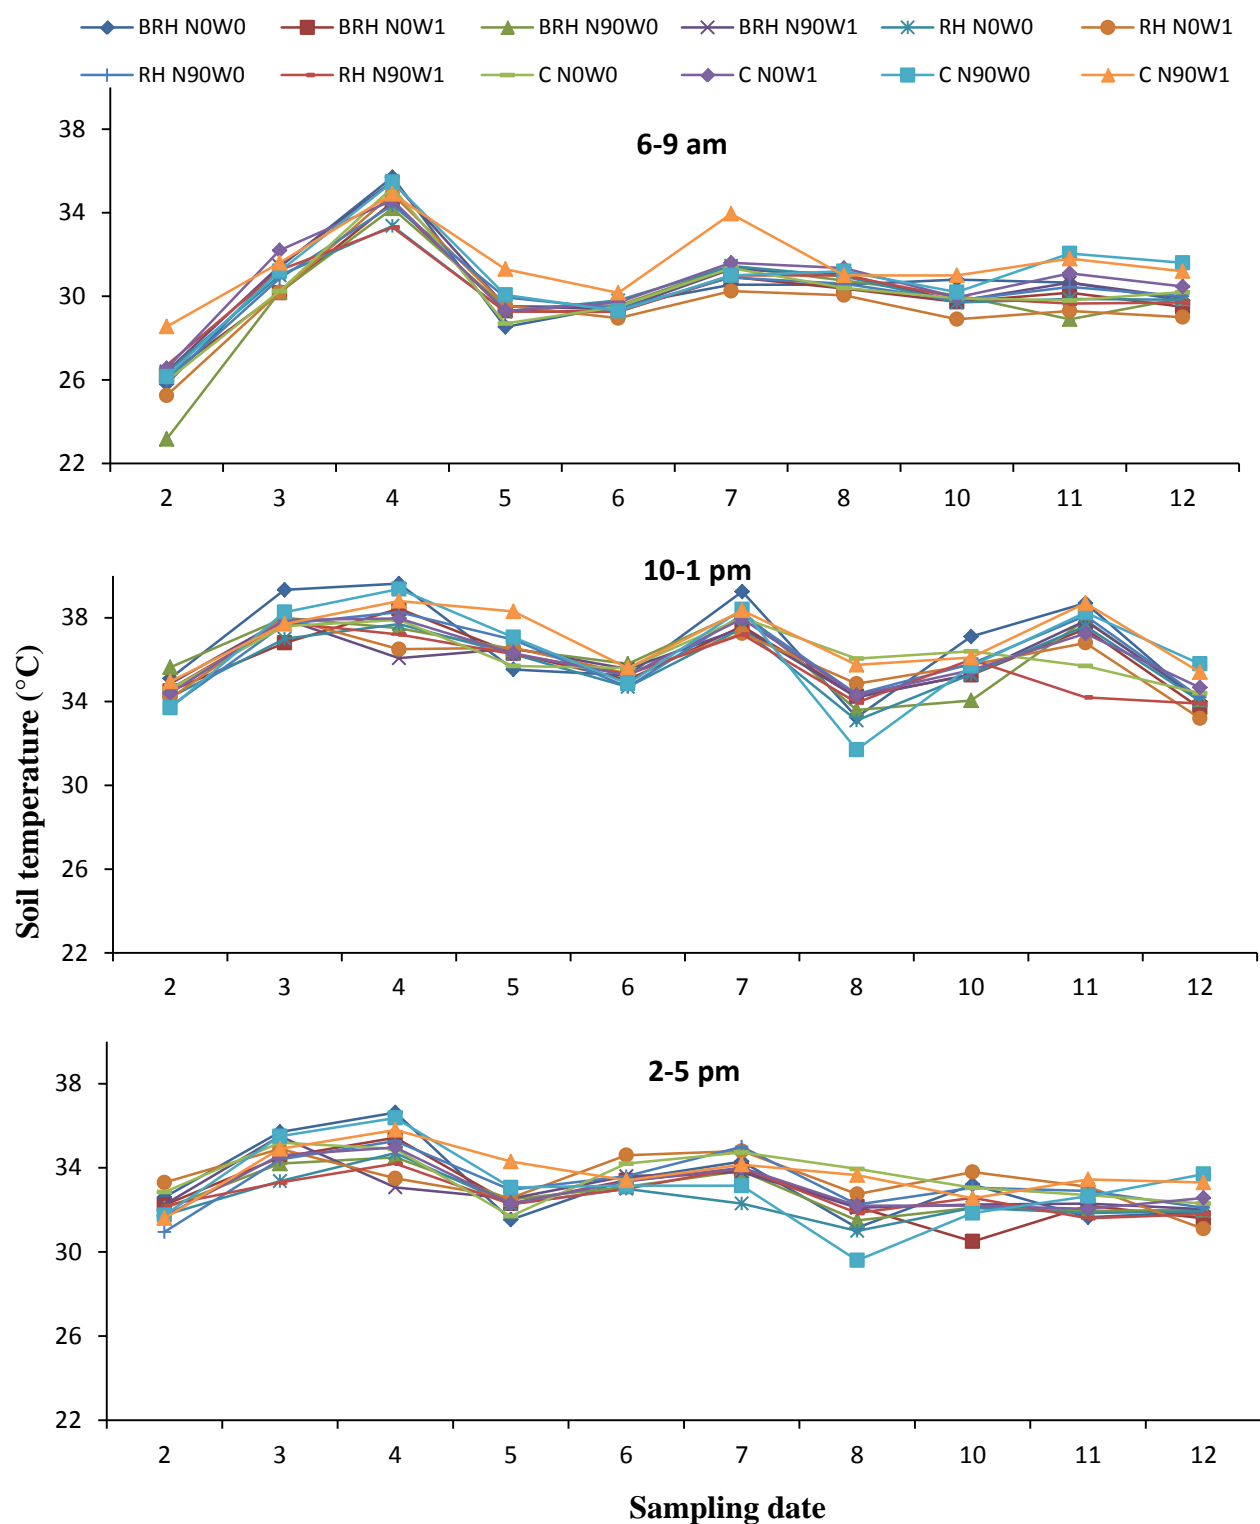 BRH N0W0 BRH N0W1 BRH N90W0 BRH N90W1 RH N0W0 RH N0W1
RH N90W0 RH N90W1 C N0W0 C N0W1 C N90W0 C N90W1
6-9 am
38
34
30
26
22
2 3 4 5 6 7 8 10 11 12
10-1 pm
38
34
30
26
22
2 3 4 5 6 7 8 10 11 12
Soil temperature (°C)
2-5 pm
38
34
30
26
22
2 3 4 5 6 7 8 10 11 12
Sampling date